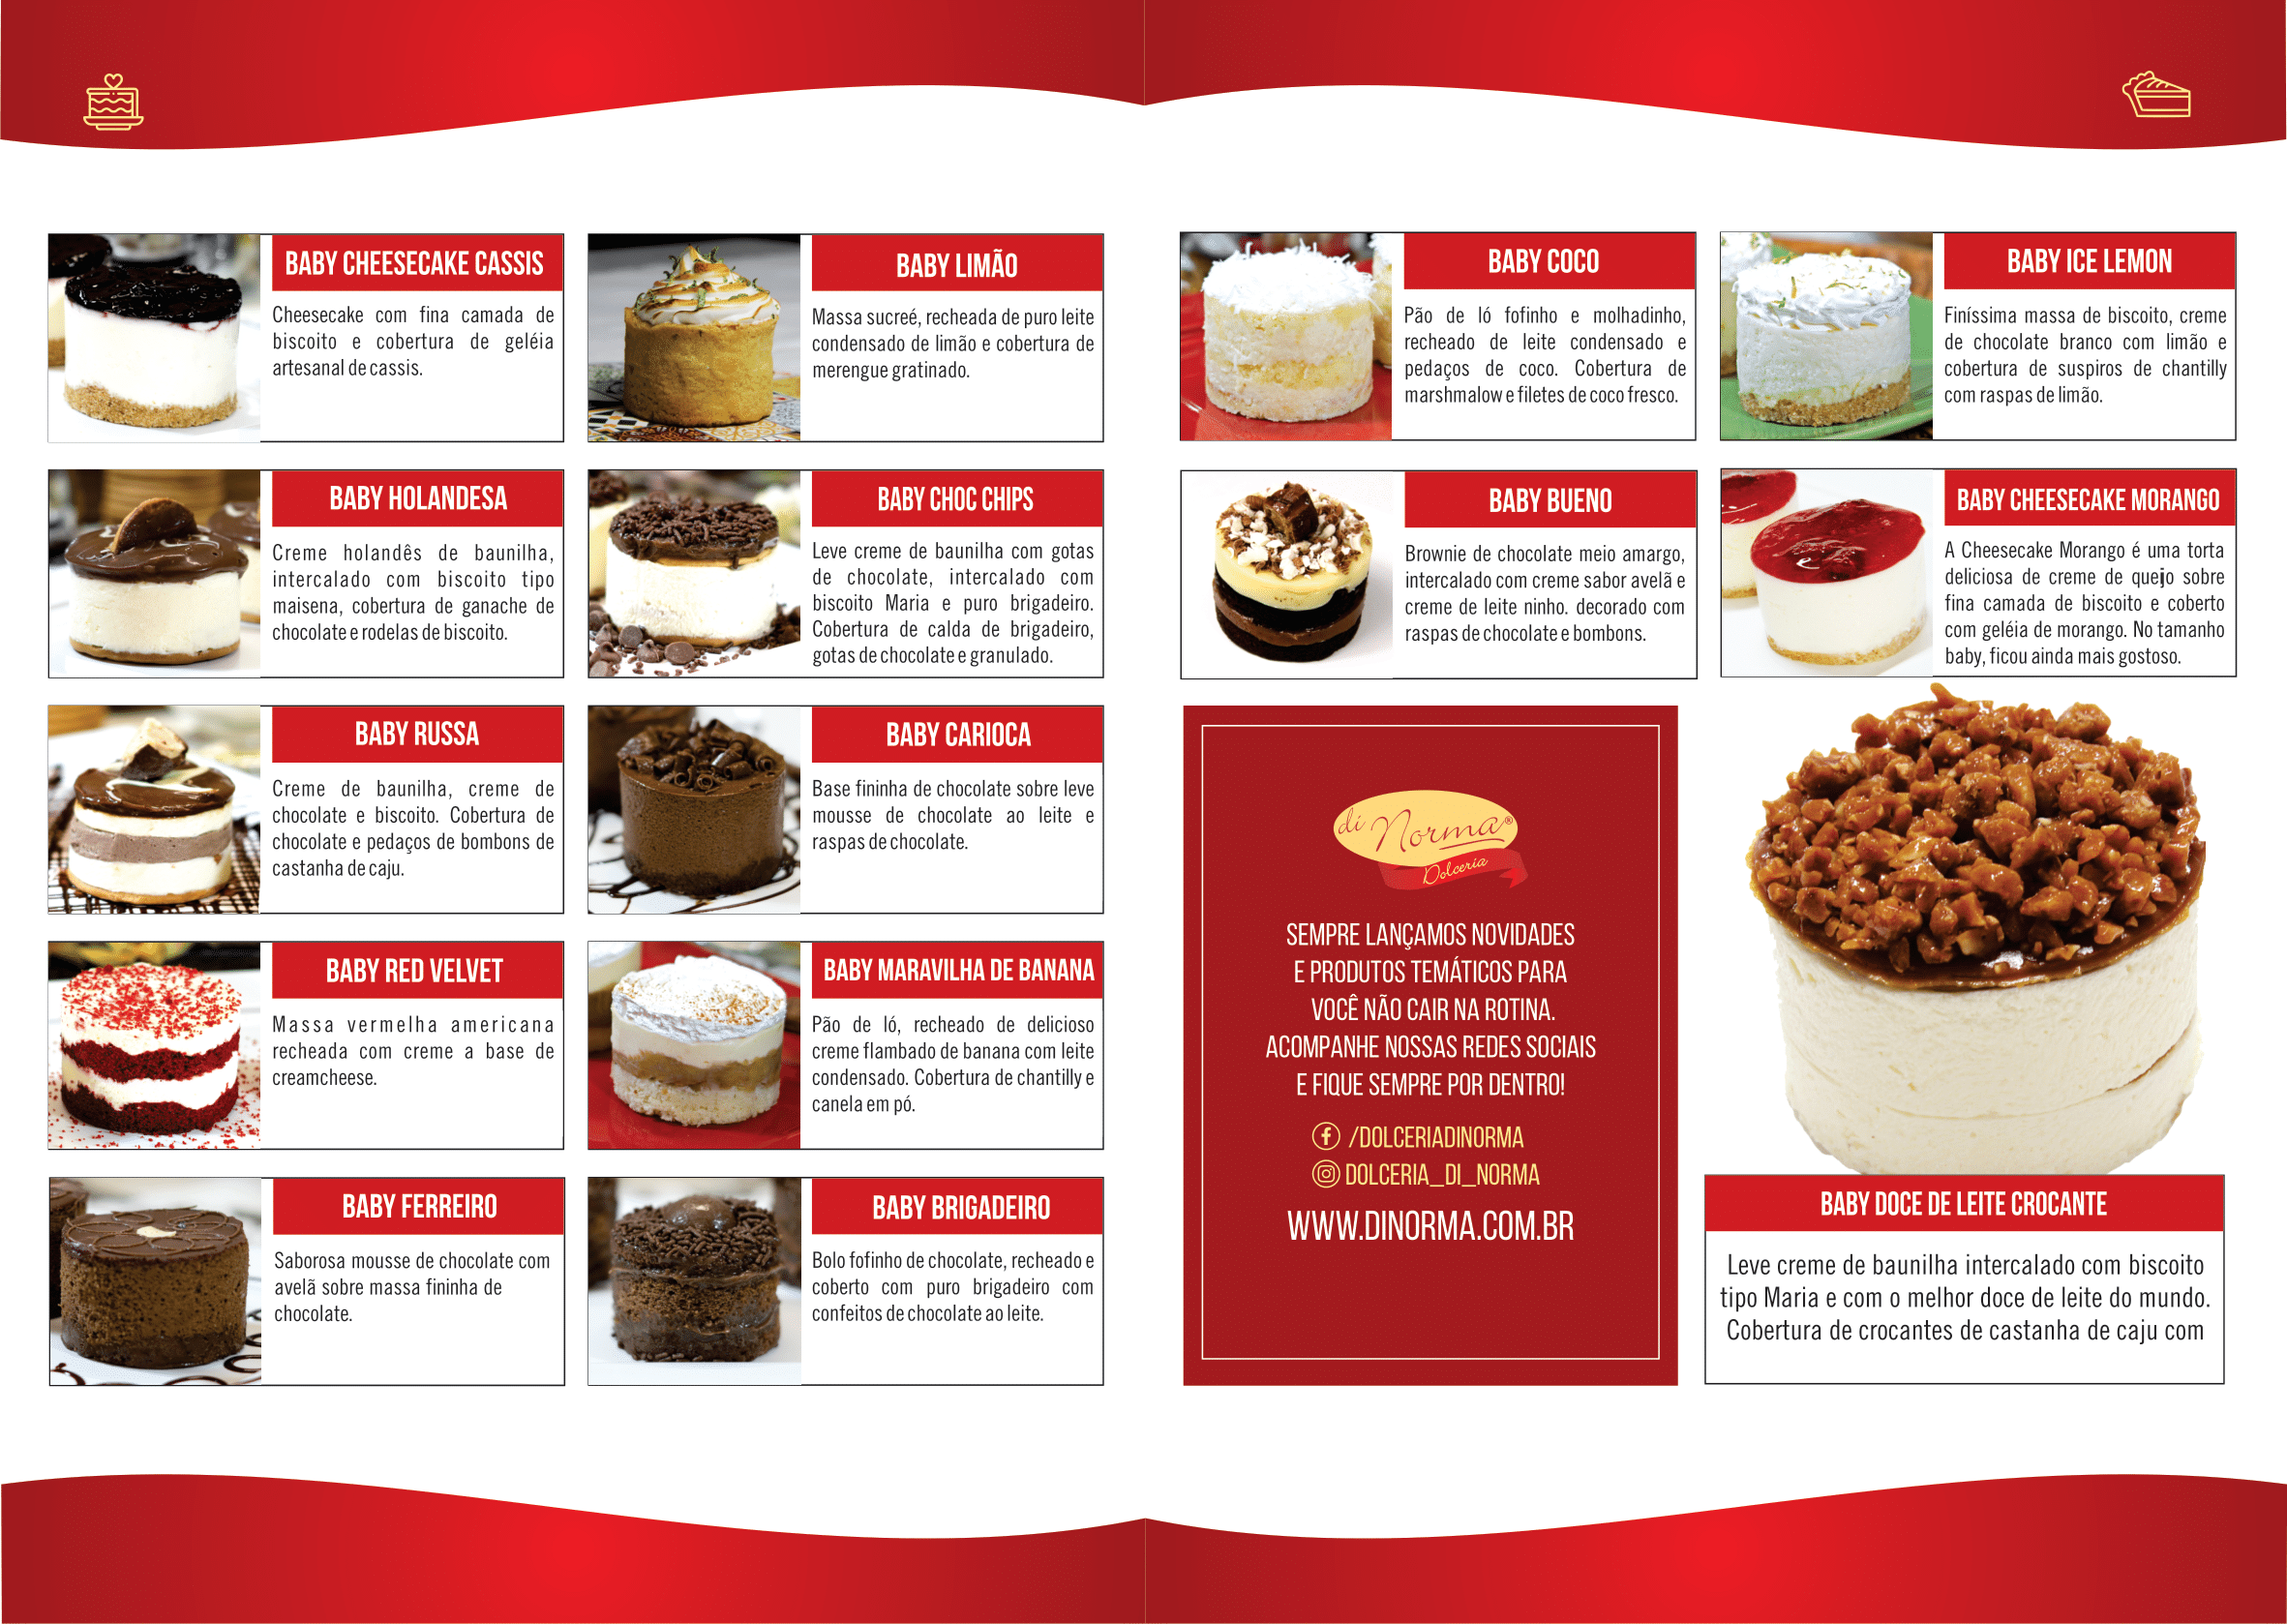 BABY CHEESECAKE CASSIS
Cheesecake com fina camada de
biscoito e cobertura de geléia
artesanal de cassis.
BABY LIMÃO
Massa sucreé, recheada de puro leite
condensado de limão e cobertura de
merengue gratinado.
BABY HOLANDESA
Creme holandês de baunilha,
intercalado com biscoito tipo
maisena, cobertura de ganache de
chocolate e rodelas de biscoito.
BABY CHOC CHIPS
Leve creme de baunilha com gotas
de chocolate, intercalado com
biscoito Maria e puro brigadeiro.
Cobertura de calda de brigadeiro,
gotas de chocolate e granulado.
BABY RUSSA
Creme de baunilha, creme de
chocolate e biscoito. Cobertura de
chocolate e pedaços de bombons de
castanha de caju.
BABY CARIOCA
Base fininha de chocolate sobre leve
mousse de chocolate ao leite e
raspas de chocolate.
BABY RED VELVET
Massa vermelha americana
recheada com creme a base de
creamcheese.
BABY MARAVILHA DE BANANA
Pão de ló, recheado de delicioso
creme flambado de banana com leite
condensado. Cobertura de chantilly e
canela em pó.
BABY FERREIRO
Saborosa mousse de chocolate com
avelã sobre massa fininha de
chocolate.
BABY BRIGADEIRO
Bolo fofinho de chocolate, recheado e
coberto com puro brigadeiro com
confeitos de chocolate ao leite.
BABY COCO
Pão de ló fofinho e molhadinho,
recheado de leite condensado e
pedaços de coco. Cobertura de
marshmalow e filetes de coco fresco.
BABY ICE LEMON
Finíssima massa de biscoito, creme
de chocolate branco com limão e
cobertura de suspiros de chantilly
com raspas de limão.
BABY BUENO
Brownie de chocolate meio amargo,
intercalado com creme sabor avelã e
creme de leite ninho. decorado com
raspas de chocolate e bombons.
BABY CHEESECAKE MORANGO
A Cheesecake Morango é uma torta
deliciosa de creme de queijo sobre
fina camada de biscoito e coberto
com geléia de morango. No tamanho
baby, ficou ainda mais gostoso.
di Norma®
Dolceria
SEMPRE LANÇAMOS NOVIDADES
E PRODUTOS TEMÁTICOS PARA
VOCÊ NÃO CAIR NA ROTINA.
ACOMPANHE NOSSAS REDES SOCIAIS
E FIQUE SEMPRE POR DENTRO!
/DOLCERIADINORMA
DOLCERIA_DI_NORMA
WWW.DINORMA.COM.BR
BABY DOCE DE LEITE CROCANTE
Leve creme de baunilha intercalado com biscoito
tipo Maria e com o melhor doce de leite do mundo.
Cobertura de crocantes de castanha de caju com